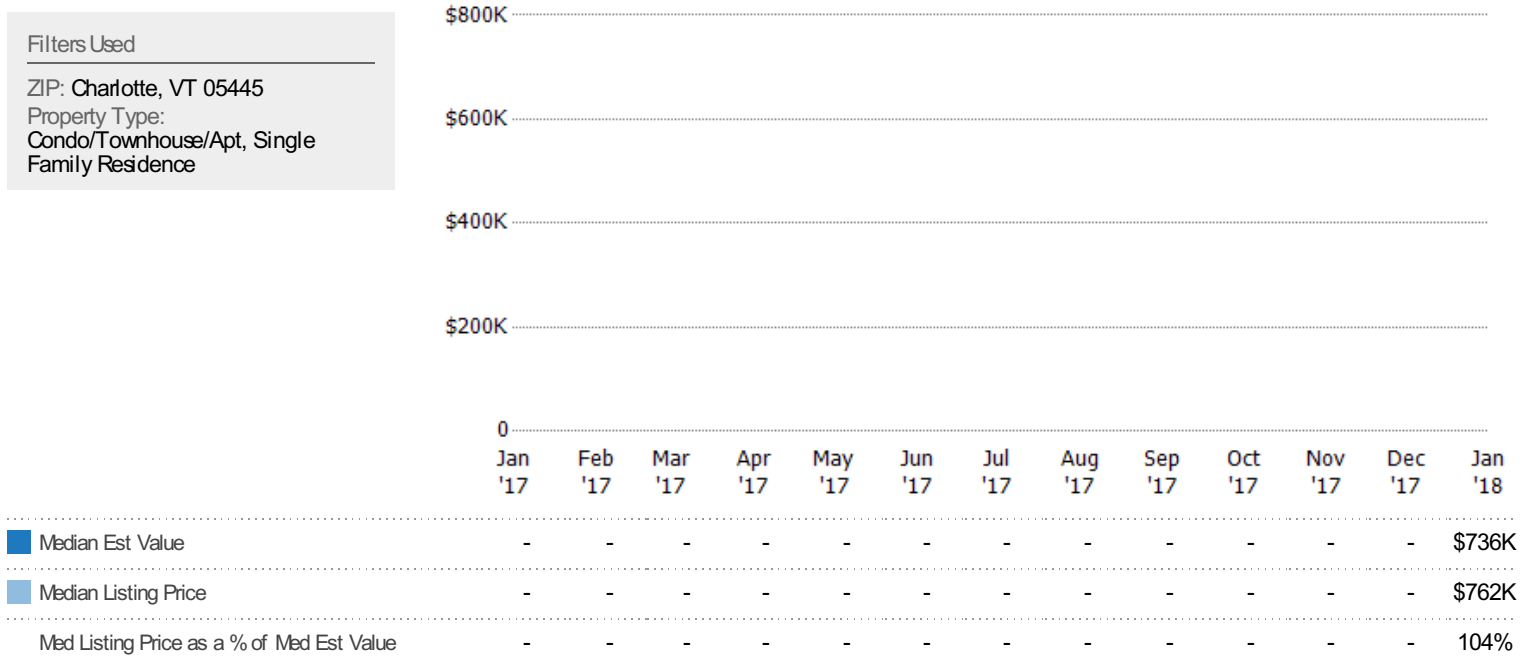 Filters Used
ZIP: Charlotte, VT 05445
Property Type:
Condo/Townhouse/Apt, Single
Family Residence
$800K
$600K
$400K
$200K
0
Jan Feb Mar Apr May Jun Jul Aug Sep Oct Nov Dec Jan
'17 '17 '17 '17 '17 '17 '17 '17 '17 '17 '17 '17 '18
Median Est Value - - - - - - - - - - - - $736K
Median Listing Price - - - - - - - - - - - - $762K
Med Listing Price as a % of Med Est Value - - - - - - - - - - - - 104%